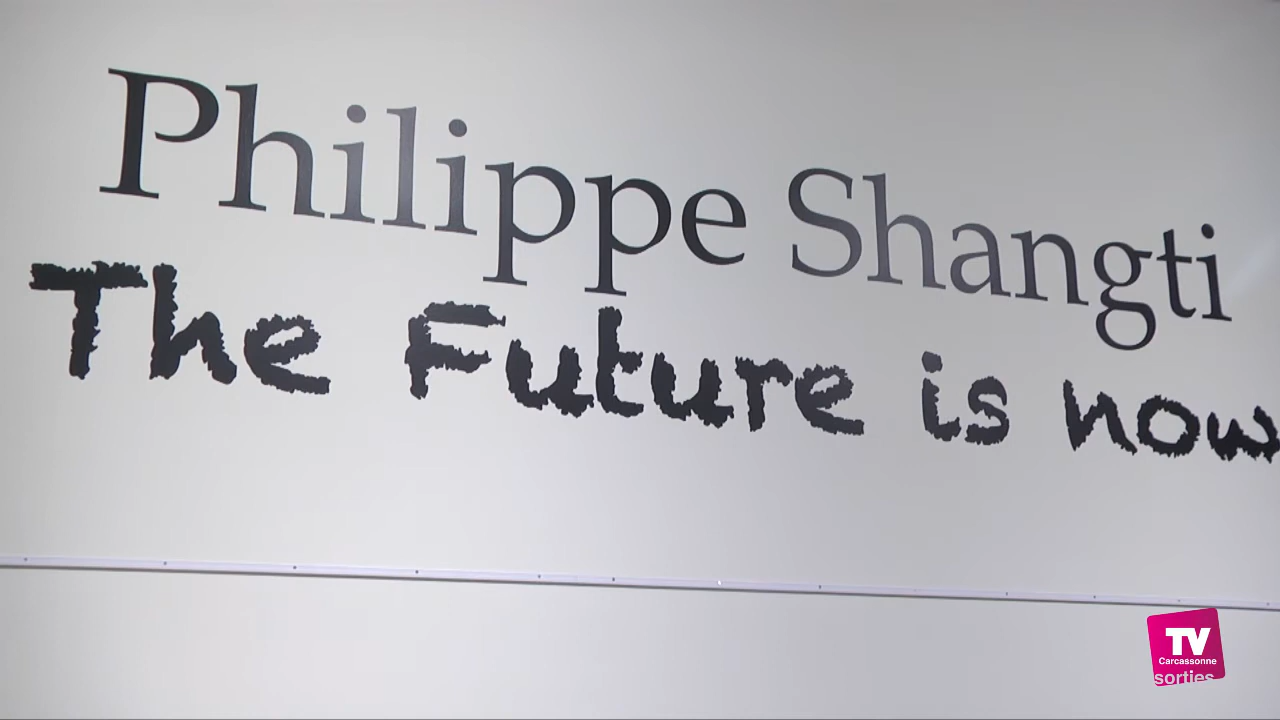 Philippe Shangti
The Future is now
TV
Carcassonne
sorties